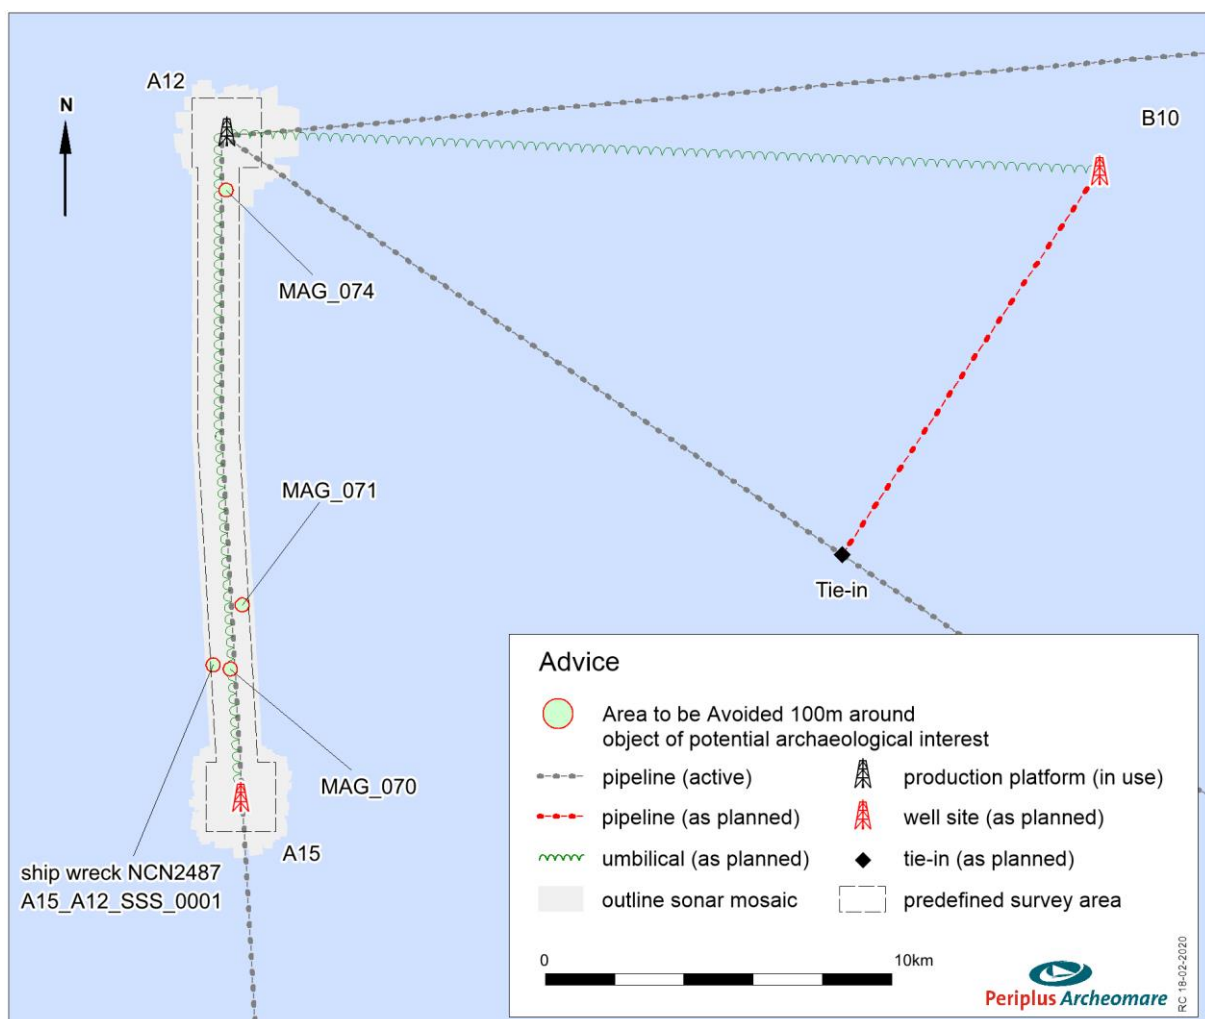 A12
N
B10
MAG_074
MAG_071
Tie-in
MAG_070
A15
ship wreck NCN2487
A15_A12_SSS_0001
Advice
Area to be Avoided 100m around
object of potential archaeological interest
pipeline (active)
production platform (in use)
pipeline (as planned)
well site (as planned)
umbilical (as planned)
tie-in (as planned)
outline sonar mosaic
predefined survey area
0
10km
Periplus Archeomare
RC 18-02-2020